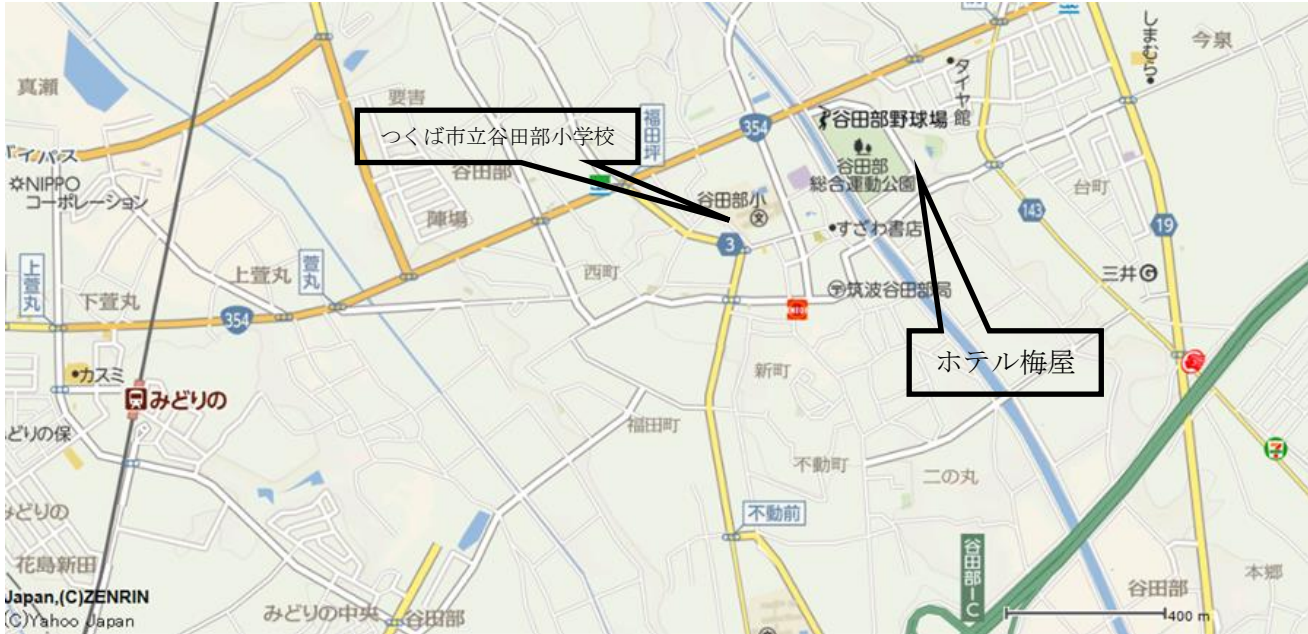 しまむら
今泉
真瀬
要害
タイヤ館
つくば市立谷田部小学校
福田坪
354
谷田部野球場
バイパス
谷田部
谷田部
総合運動公園
NIPPO
コーポレーション
谷田部小
文
台町
陣場
143
すざわ書店
19
3
上萱丸
上萱丸
萱丸
西町
三井
下萱丸
筑波谷田部局
354
ENEOS
ホテル梅屋
カスミ
新町
みどりの
みどりの保
福田町
不動町
二の丸
みどりの
不動前
花島新田
谷田部IC
本郷
谷田部
Japan,(C)ZENRIN
(C)Yahoo Japan
みどりの中央
谷田部
400 m